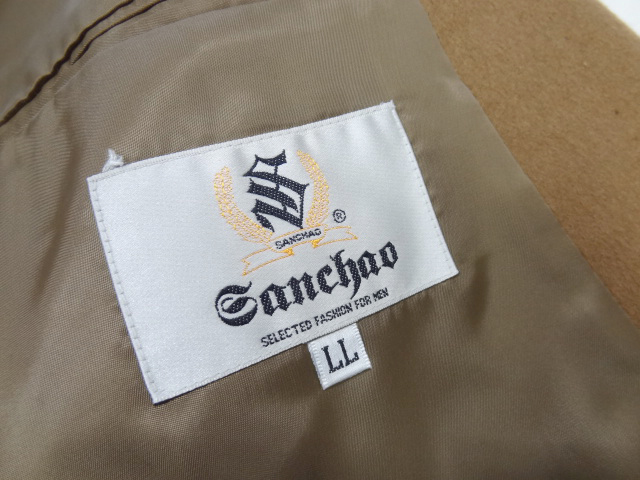 S
®
SANCHAO
Sanchao
SELECTED FASHION FOR MEN
LL